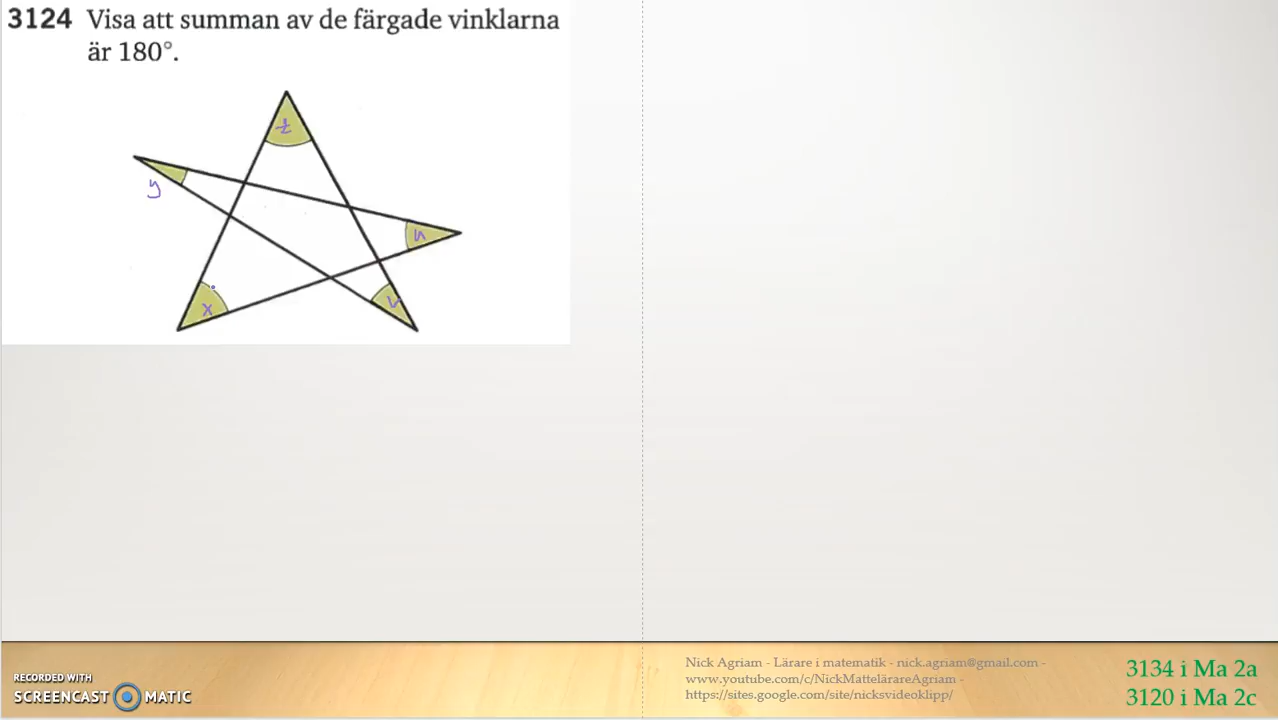 3124 Visa att summan av de färgade vinklarna
är 180°.
z
y
u
v
x
Nick Agriam - Lärare i matematik - nick.agriam@gmail.com -
www.youtube.com/c/NickMattelärareAgriam -
https://sites.google.com/site/nicksvideoklipp/
3134 i Ma 2a
3120 i Ma 2c
RECORDED WITH
SCREENCAST MATIC